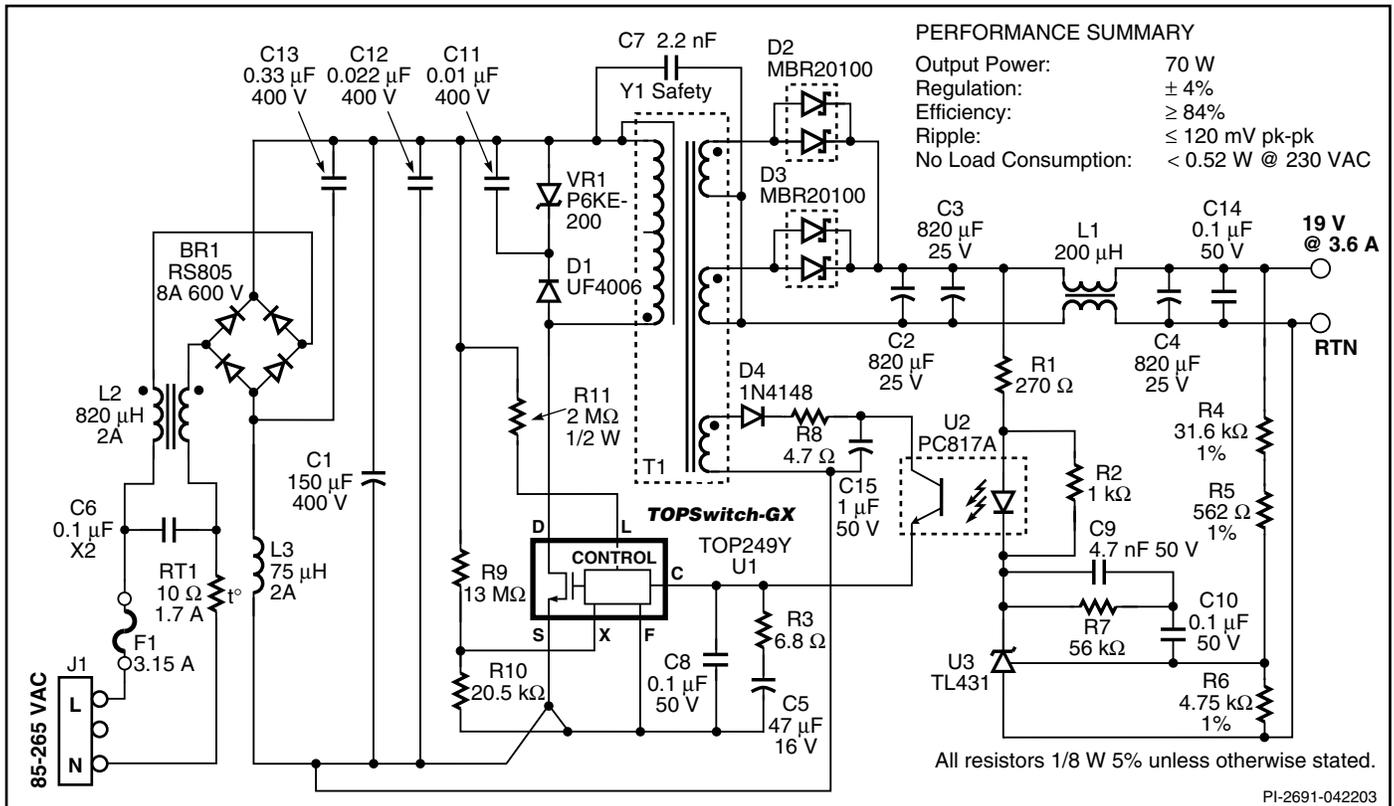 C7 2.2 nF
Y1 Safety
D2
MBR20100
PERFORMANCE SUMMARY
Output Power: 70 W
Regulation: ± 4%
Efficiency: ≥ 84%
Ripple: ≤ 120 mV pk-pk
No Load Consumption: < 0.52 W @ 230 VAC
C13
0.33 µF
400 V
C12
0.022 µF
400 V
C11
0.01 µF
400 V
VR1
P6KE-
200
D1
UF4006
D3
MBR20100
C3
820 µF
25 V
L1
200 µH
C14
0.1 µF
50 V
19 V
@ 3.6 A
RTN
BR1
RS805
8A 600 V
C2
820 µF
25 V
C4
820 µF
25 V
L2
820 µH
2A
R11
2 MΩ
1/2 W
T1
D4
1N4148
R8
4.7 Ω
C15
1 µF
50 V
U2
PC817A
R1
270 Ω
R2
1 kΩ
R4
31.6 kΩ
1%
R5
562 Ω
1%
C1
150 µF
400 V
C6
0.1 µF
X2
RT1
10 Ω
1.7 A
t°
L3
75 µH
2A
F1
3.15 A
J1
L
N
85-265 VAC
R9
13 MΩ
R10
20.5 kΩ
TOPSwitch-GX
TOP249Y
U1
D
L
CONTROL
C
S
X
F
C8
0.1 µF
50 V
R3
6.8 Ω
C5
47 µF
16 V
C9
4.7 nF 50 V
R7
56 kΩ
C10
0.1 µF
50 V
U3
TL431
R6
4.75 kΩ
1%
All resistors 1/8 W 5% unless otherwise stated.
PI-2691-042203